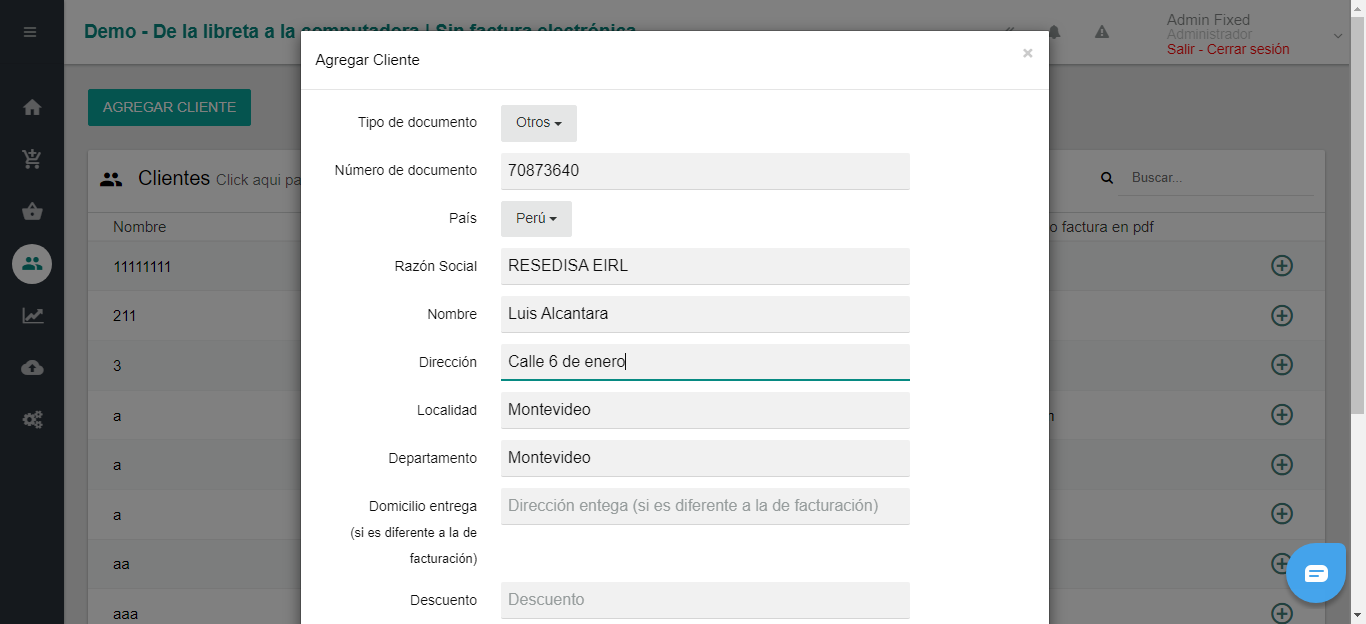 Demo - De la libreta a la computadora | Sin factura electrónica
Admin Fixed
Administrador
Salir - Cerrar sesión
Agregar Cliente
×
AGREGAR CLIENTE
Tipo de documento
Otros
Número de documento
70873640
Clientes Click aqui pa
Buscar...
País
Perú
Nombre
o factura en pdf
Razón Social
RESEDISA EIRL
11111111
Nombre
Luis Alcantara
211
Dirección
Calle 6 de enero
3
Localidad
Montevideo
a
n
Departamento
Montevideo
a
Domicilio entrega
(si es diferente a la de
facturación)
Dirección entega (si es diferente a la de facturación)
a
aa
Descuento
Descuento
aaa